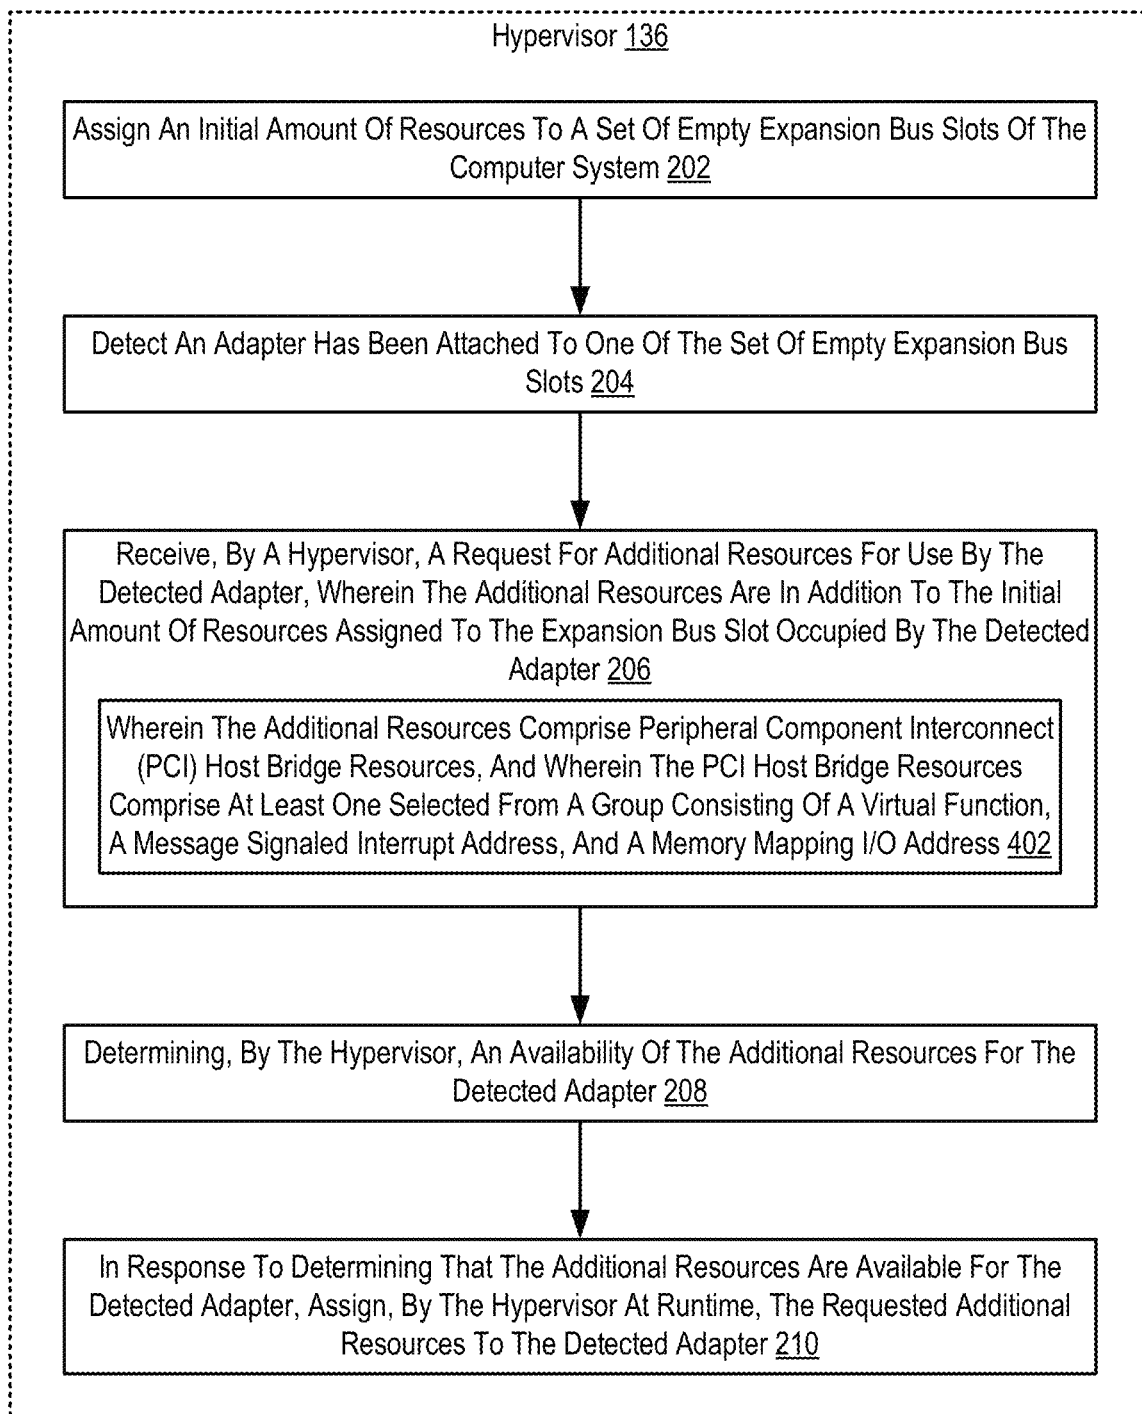 Hypervisor 136
Assign An Initial Amount Of Resources To A Set Of Empty Expansion Bus Slots Of The
Computer System 202
Detect An Adapter Has Been Attached To One Of The Set Of Empty Expansion Bus
Slots 204
Receive, By A Hypervisor, A Request For Additional Resources For Use By The
Detected Adapter, Wherein The Additional Resources Are In Addition To The Initial
Amount Of Resources Assigned To The Expansion Bus Slot Occupied By The Detected
Adapter 206
Wherein The Additional Resources Comprise Peripheral Component Interconnect
(PCI) Host Bridge Resources, And Wherein The PCI Host Bridge Resources
Comprise At Least One Selected From A Group Consisting Of A Virtual Function,
A Message Signaled Interrupt Address, And A Memory Mapping I/O Address 402
Determining, By The Hypervisor, An Availability Of The Additional Resources For The
Detected Adapter 208
In Response To Determining That The Additional Resources Are Available For The
Detected Adapter, Assign, By The Hypervisor At Runtime, The Requested Additional
Resources To The Detected Adapter 210